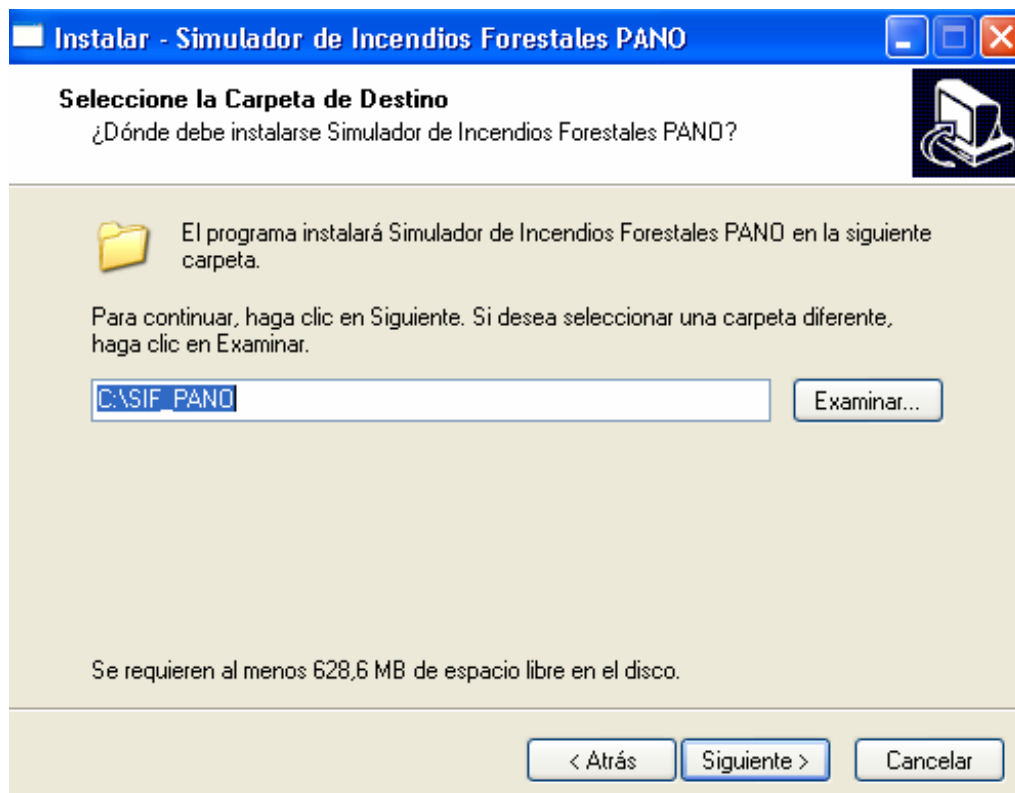 Instalar - Simulador de Incendios Forestales PANO
Seleccione la Carpeta de Destino
¿Dónde debe instalarse Simulador de Incendios Forestales PANO?
El programa instalará Simulador de Incendios Forestales PANO en la siguiente
carpeta.
Para continuar, haga clic en Siguiente. Si desea seleccionar una carpeta diferente,
haga clic en Examinar.
C:\SIF_PANO
Examinar...
Se requieren al menos 628,6 MB de espacio libre en el disco.
< Atrás
Siguiente >
Cancelar